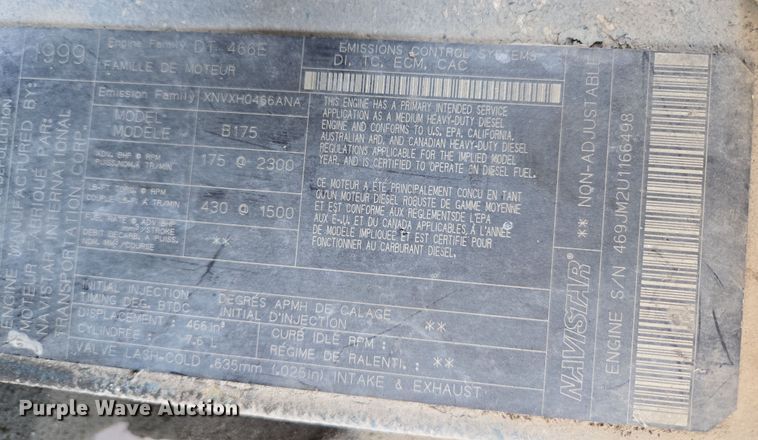 1999
Engine Family DT 466E
FAMILLE DE MOTEUR
Emission Family XNVXH0466ANA
MODEL
MODÈLE B175
ADV. BHP @ RPM
175 @ 2300
430 @ 1500
**
INITIAL INJECTION
TIMING DEG. BTDC
DEGRÉS APMH DE CALAGE
INITIAL D'INJECTION **
DISPLACEMENT : 466 in³
CYLINDRÉE : 7.6 L
CURB IDLE RPM :
RÉGIME DE RALENTI : **
VALVE LASH-COLD .635mm (.025in) INTAKE & EXHAUST
EMISSIONS CONTROL SYSTEMS
DI, TC, ECM, CAC
THIS ENGINE HAS A PRIMARY INTENDED SERVICE
APPLICATION AS A MEDIUM HEAVY-DUTY DIESEL
ENGINE AND CONFORMS TO U.S. EPA, CALIFORNIA,
AUSTRALIAN ARD, AND CANADIAN HEAVY-DUTY DIESEL
REGULATIONS APPLICABLE FOR THE IMPLIED MODEL
YEAR, AND IS CERTIFIED TO OPERATE ON DIESEL FUEL.
CE MOTEUR A ÉTÉ PRINCIPALEMENT CONCU EN TANT
QU'UN MOTEUR DIESEL ROBUSTE DE GAMME MOYENNE
ET EST CONFORME AUX REGLEMENTS DE L'EPA
AUX E.-U. ET DU CANADA APPLICABLES, À L'ANNÉE
DE MODELE IMPLIQUÉE ET EST CERTIFIÉ POUR
FONCTIONNER AU CARBURANT DIESEL.
ENGINE MANUFACTURED BY:
MOTEUR FABRIQUÉ PAR:
NAVISTAR INTERNATIONAL
TRANSPORTATION CORP.
NAVISTAR®
** NON-ADJUSTABL
ENGINE S/N 469JM2U1166498
Purple Wave Auction